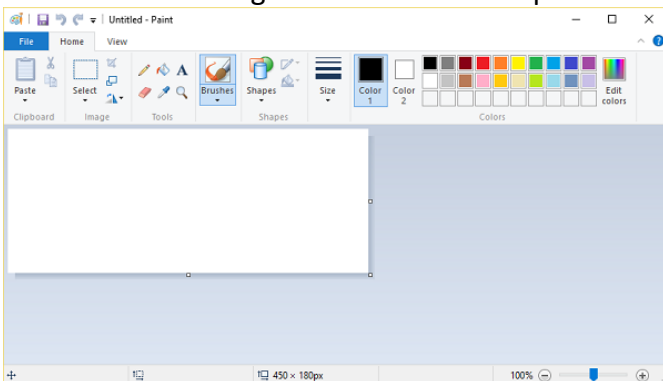 Untitled - Paint
File Home View
Paste Select Brushes Shapes Size Color 1 Color 2 Edit colors
Clipboard Image Tools Shapes Colors
450 × 180px 100%